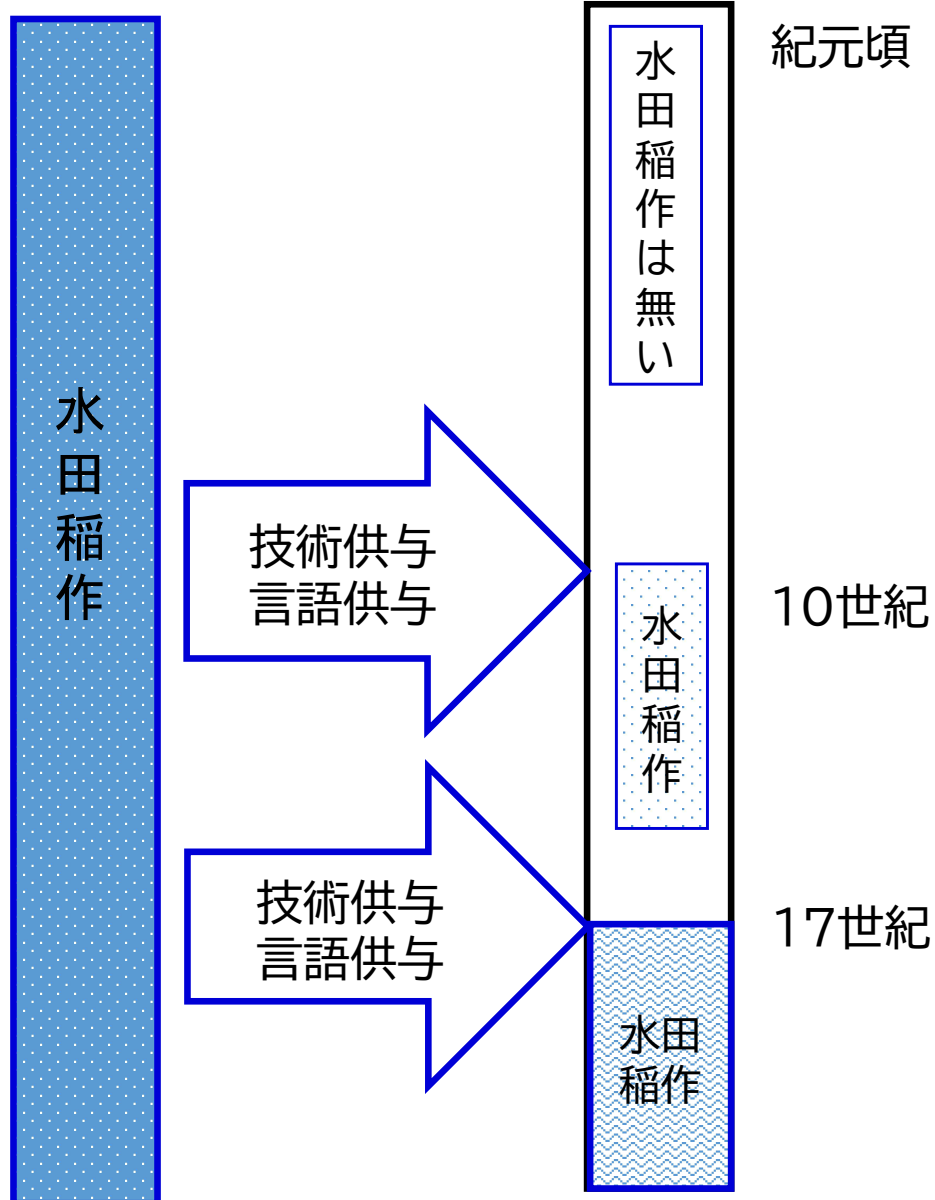 水田稲作
技術供与
言語供与
技術供与
言語供与
水田稲作は無い
水田稲作
水田
稲作
紀元頃
10世紀
17世紀